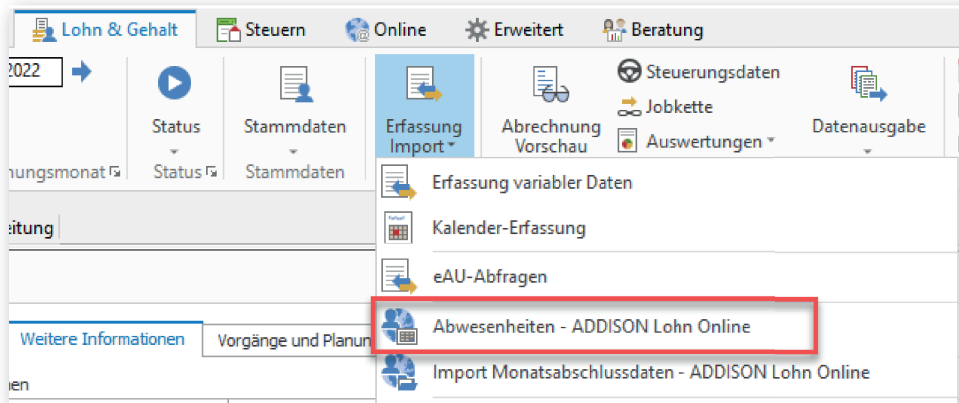 Lohn & Gehalt Steuern Online Erweitert Beratung
2022
Status
Stammdaten
Erfassung
Import
Abrechnung
Vorschau
Steuerungsdaten
Jobkette
Auswertungen
Datenausgabe
nungsmonat Status Stammdaten
Erfassung variabler Daten
Kalender-Erfassung
eitung
eAU-Abfragen
Abwesenheiten - ADDISON Lohn Online
Weitere Informationen Vorgänge und Planun
Import Monatsabschlussdaten - ADDISON Lohn Online
nen